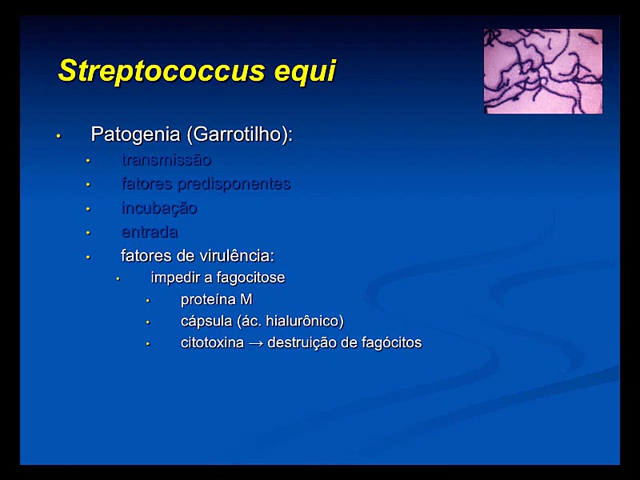 Streptococcus equi
• Patogenia (Garrotilho):
• transmissão
• fatores predisponentes
• incubação
• entrada
• fatores de virulência:
• impedir a fagocitose
• proteína M
• cápsula (ác. hialurônico)
• citotoxina → destruição de fagócitos